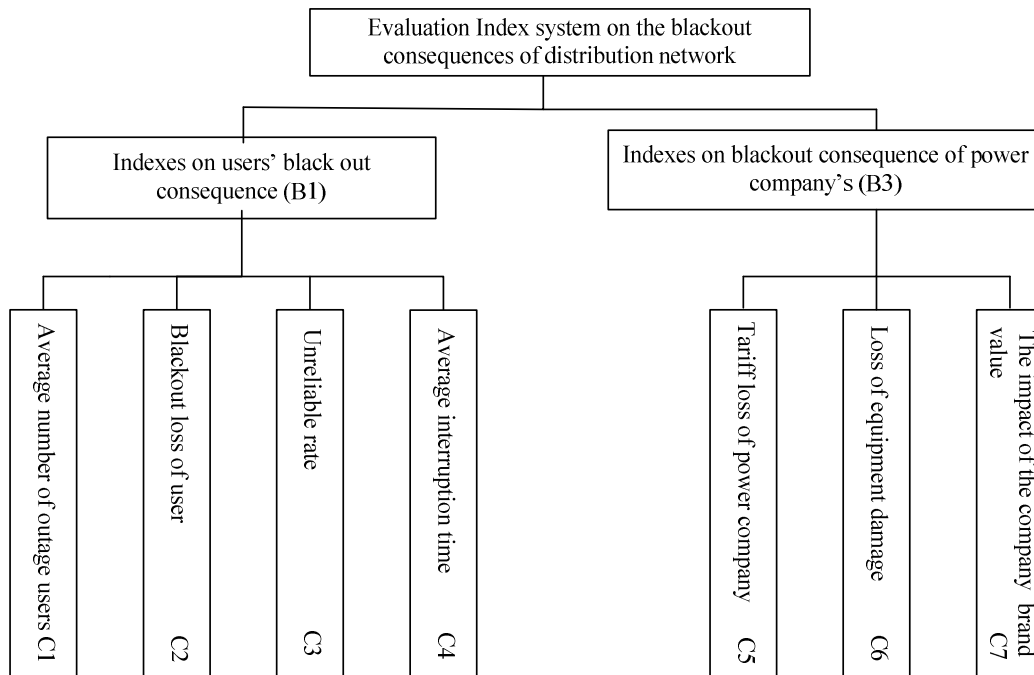 Evaluation Index system on the blackout
consequences of distribution network
Indexes on users’ black out
consequence (B1)
Indexes on blackout consequence of power
company’s (B3)
Average number of outage users C1
Blackout loss of user C2
Unreliable rate C3
Average interruption time C4
Tariff loss of power company C5
Loss of equipment damage C6
The impact of the company brand
value C7